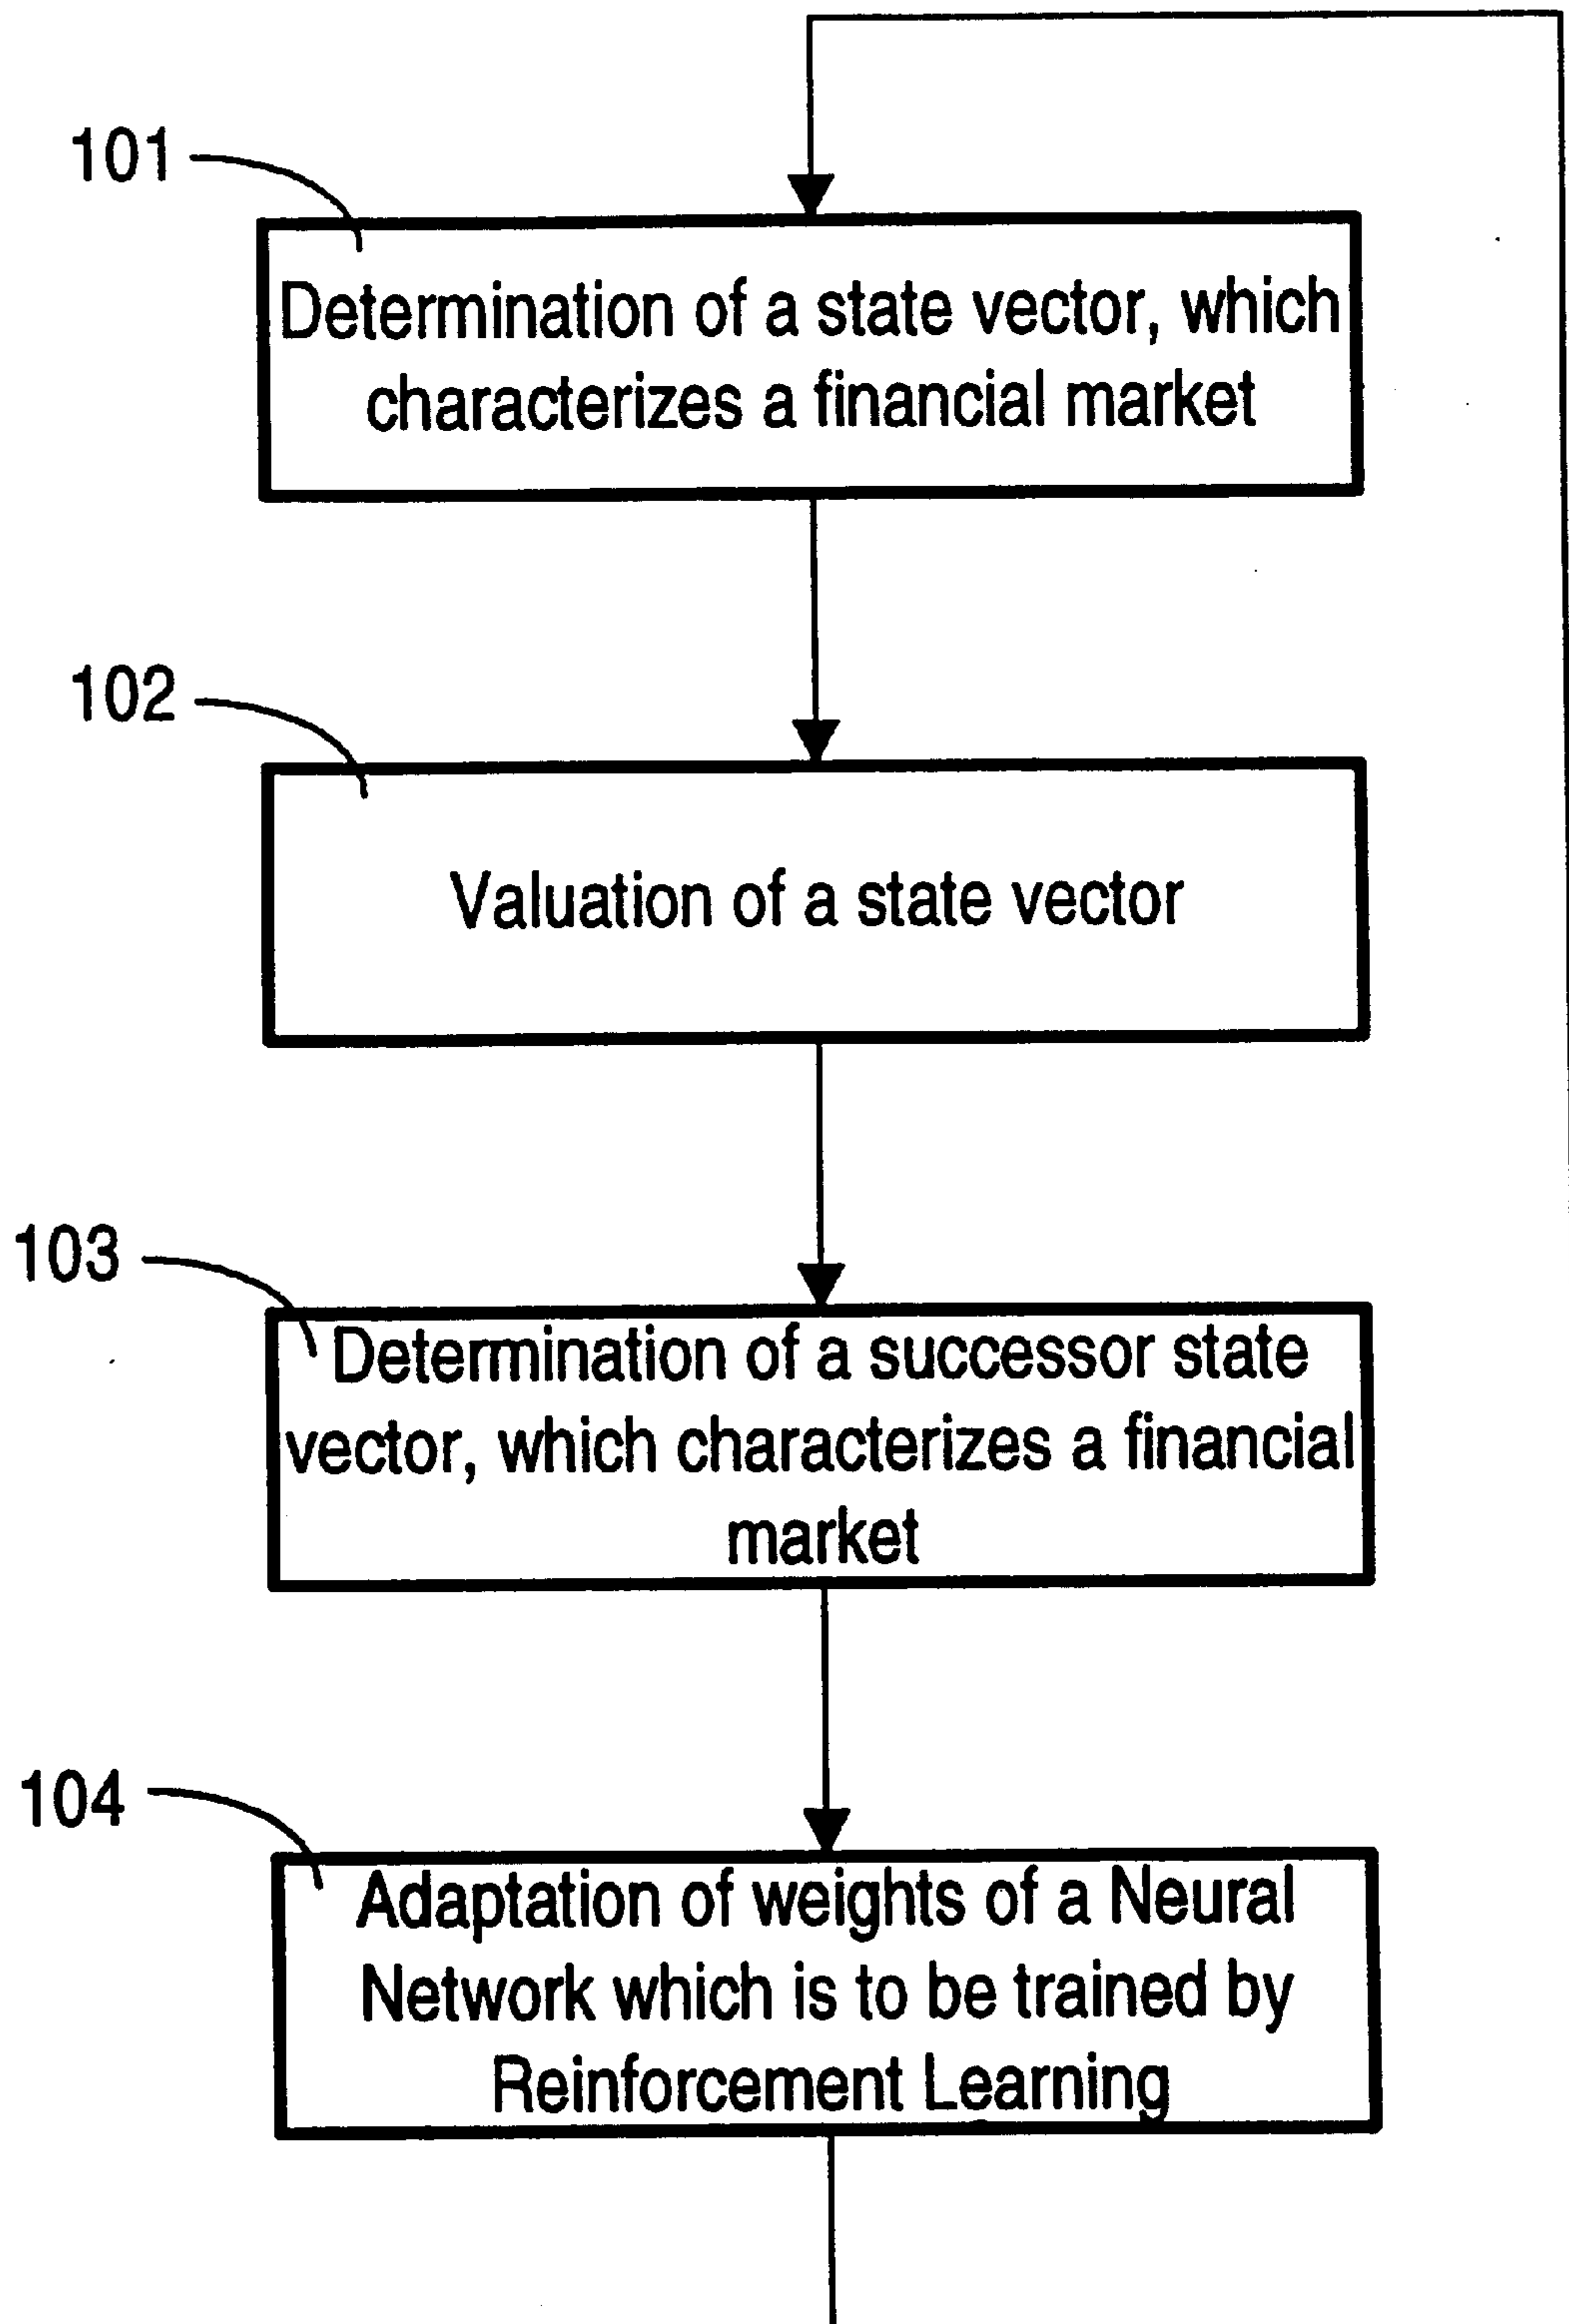 101
Determination of a state vector, which
characterizes a financial market
102
Valuation of a state vector
103
Determination of a successor state
vector, which characterizes a financial
market
104
Adaptation of weights of a Neural
Network which is to be trained by
Reinforcement Learning